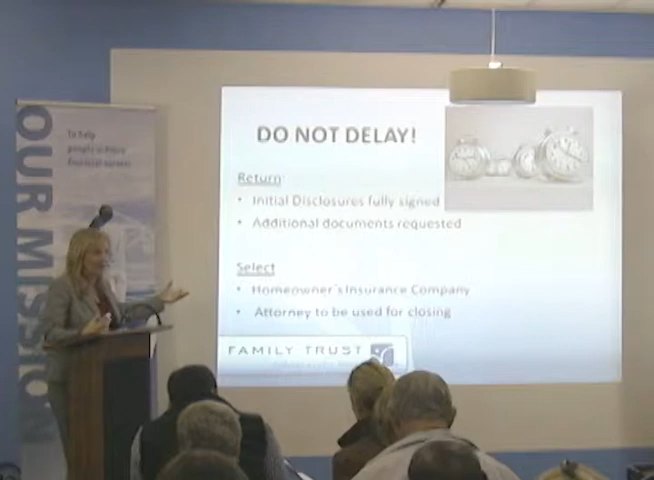 OUR MISSION
To help
people achieve
financial success
DO NOT DELAY!
Return:
• Initial Disclosures fully signed
• Additional documents requested
Select
• Homeowner's Insurance Company
• Attorney to be used for closing
FAMILY TRUST